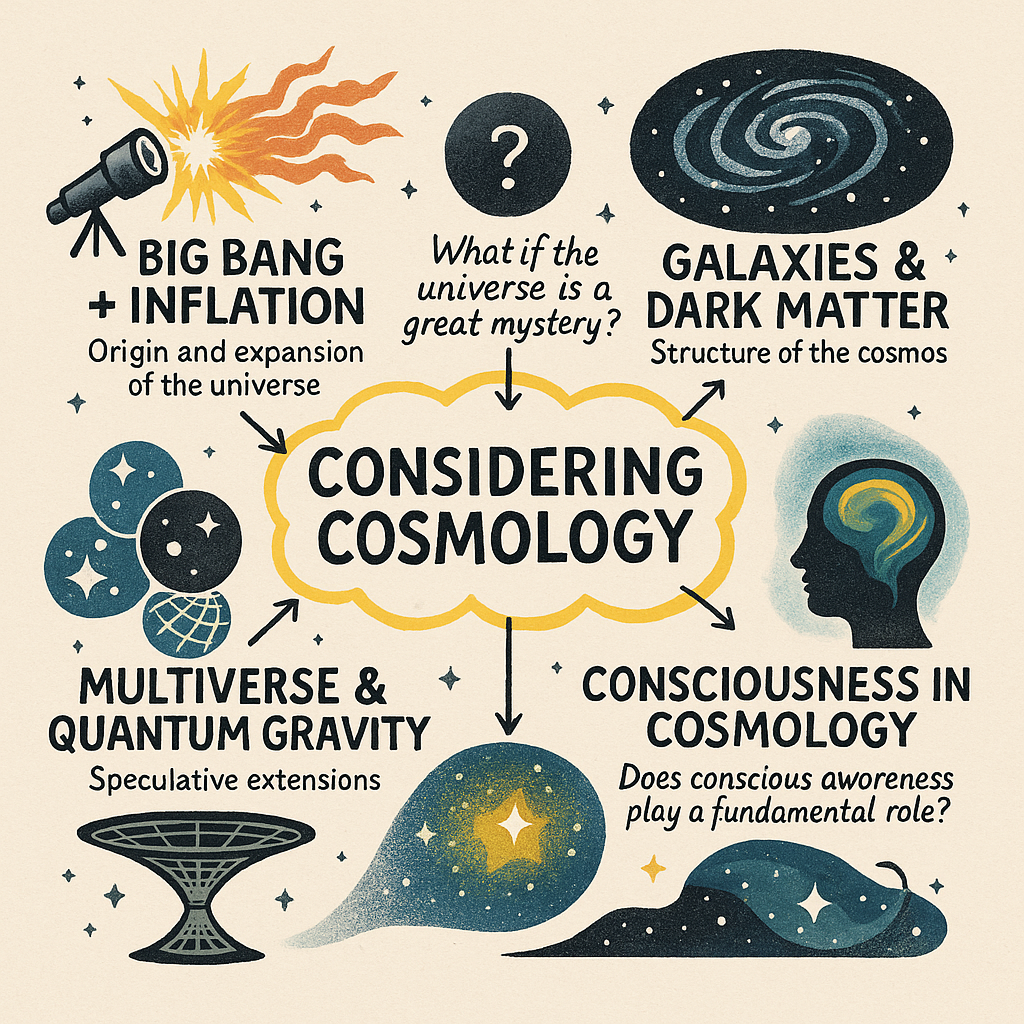 ?
BIG BANG
+ INFLATION
Origin and expansion
of the universe
What if the
universe is a
great mystery?
GALAXIES &
DARK MATTER
Structure of the cosmos
CONSIDERING
COSMOLOGY
MULTIVERSE &
QUANTUM GRAVITY
Speculative extensions
CONSCIOUSNESS IN
COSMOLOGY
Does conscious aworeness
play a fundamental role?